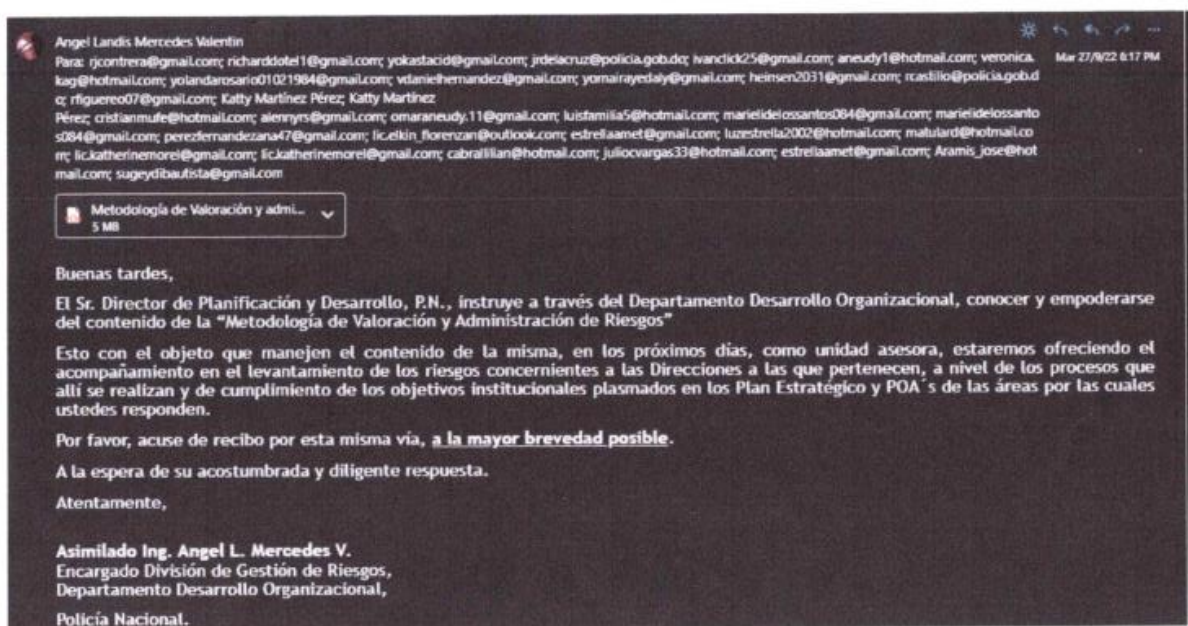 Angel Landis Mercedes Valentin
Mar 27/9/22 6:17 PM
Para: rjcontrera@gmail.com; richarddotel1@gmail.com; yokastacid@gmail.com; jrdelacruz@policia.gob.do; ivanclick25@gmail.com; aneudy1@hotmail.com; veronica.
kag@hotmail.com; yolandarosario01021984@gmail.com; vdanielhernandez@gmail.com; yomairayedaly@gmail.com; heinsen2031@gmail.com; rcastillo@policia.gob.d
o; rfiguereo07@gmail.com; Katty Martínez Pérez; Katty Martínez
Pérez; cristianmufe@hotmail.com; alennyrs@gmail.com; omaraneudy.11@gmail.com; luisfamilia5@hotmail.com; marielidelossantos084@gmail.com; marielidelossanto
s084@gmail.com; perezfernandezana47@gmail.com; lic.elkin_florenzan@outlook.com; estrellaamet@gmail.com; luzestrella2002@hotmail.com; matulard@hotmail.co
m; lic.katherinemorel@gmail.com; lic.katherinemorel@gmail.com; cabrallilian@hotmail.com; juliocvargas33@hotmail.com; estrellaamet@gmail.com; Aramis_jose@hot
mail.com; sugeydibautista@gmail.com
Metodología de Valoración y admi...
5 MB
Buenas tardes,
El Sr. Director de Planificación y Desarrollo, P.N., instruye a través del Departamento Desarrollo Organizacional, conocer y empoderarse
del contenido de la “Metodología de Valoración y Administración de Riesgos”
Esto con el objeto que manejen el contenido de la misma, en los próximos días, como unidad asesora, estaremos ofreciendo el
acompañamiento en el levantamiento de los riesgos concernientes a las Direcciones a las que pertenecen, a nivel de los procesos que
allí se realizan y de cumplimiento de los objetivos institucionales plasmados en los Plan Estratégico y POA´s de las áreas por las cuales
ustedes responden.
Por favor, acuse de recibo por esta misma vía, a la mayor brevedad posible.
A la espera de su acostumbrada y diligente respuesta.
Atentamente,
Asimilado Ing. Angel L. Mercedes V.
Encargado División de Gestión de Riesgos,
Departamento Desarrollo Organizacional,
Policía Nacional.